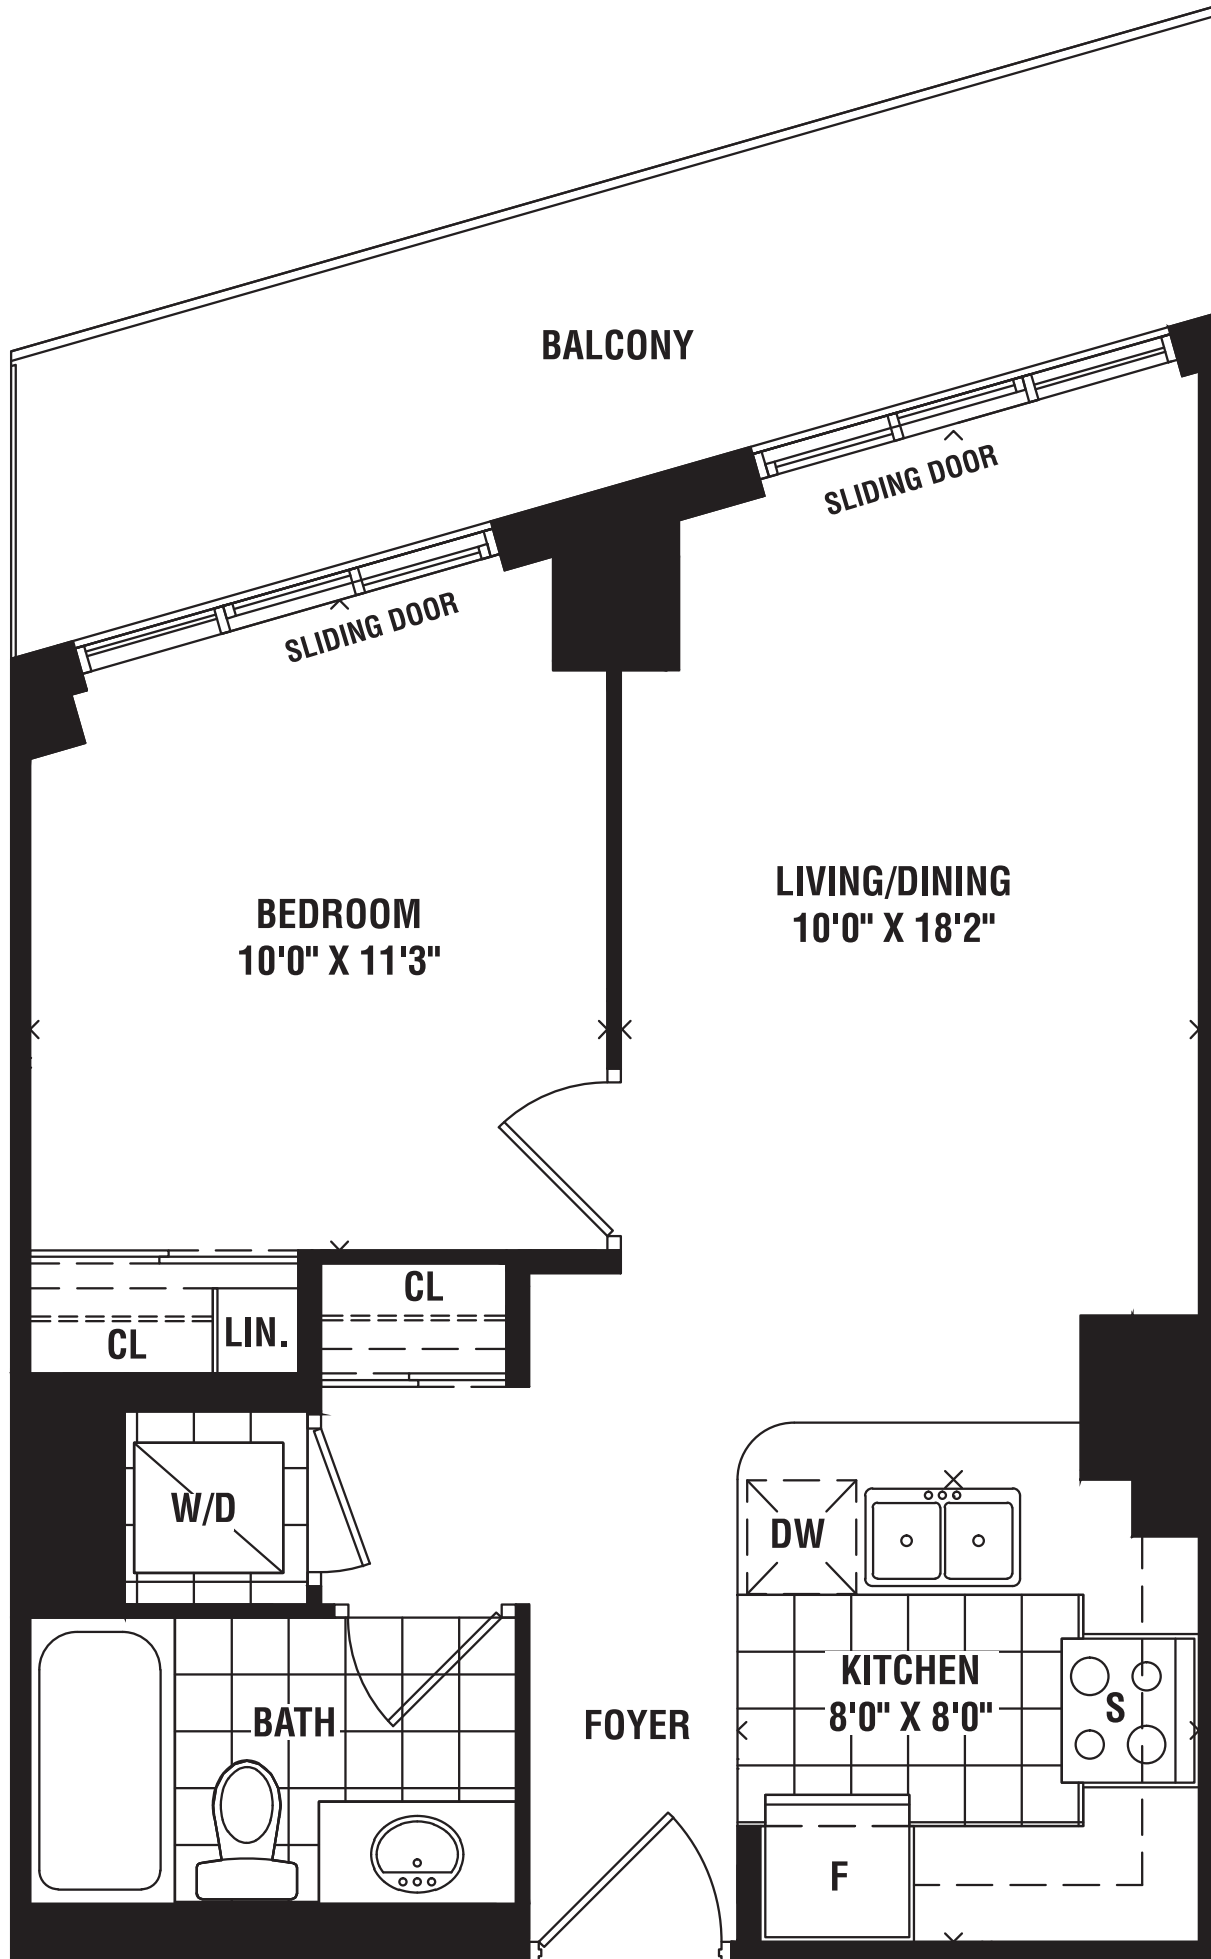 BALCONY
SLIDING DOOR
SLIDING DOOR
LIVING/DINING
10'0" X 18'2"
BEDROOM
10'0" X 11'3"
CL
LIN.
CL
W/D
DW
KITCHEN
8'0" X 8'0"
S
BATH
FOYER
F